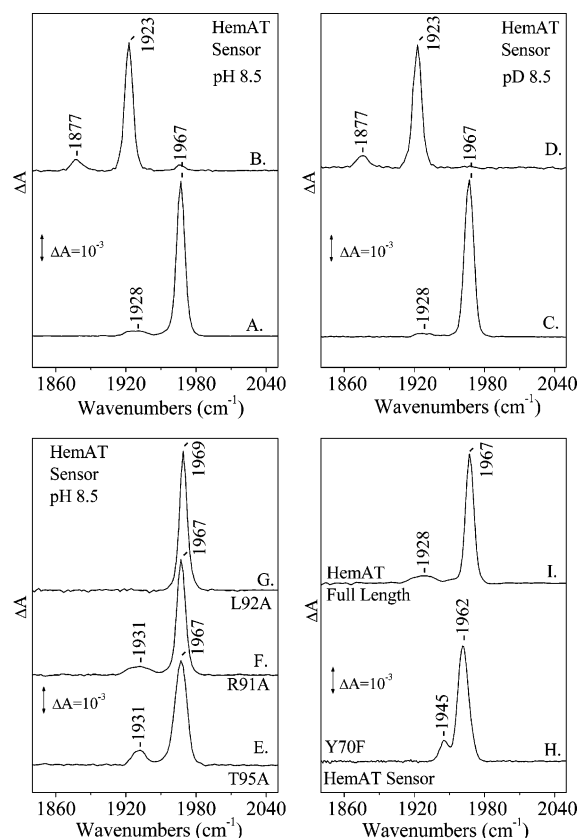 HemAT
Sensor
pH 8.5
1923
1877
1967
B.
ΔA
ΔA=10-3
1928
A.
1860 1920 1980 2040
Wavenumbers (cm-1)
HemAT
Sensor
pD 8.5
1923
1877
1967
D.
ΔA
ΔA=10-3
1928
C.
1860 1920 1980 2040
Wavenumbers (cm-1)
HemAT
Sensor
pH 8.5
1969
G.
L92A
1967
1931
F.
R91A
1967
ΔA
ΔA=10-3
1931
E.
T95A
1860 1920 1980 2040
Wavenumbers (cm-1)
1967
1928
I.
HemAT
Full Length
1962
ΔA
ΔA=10-3
1945
Y70F
H.
HemAT Sensor
1860 1920 1980 2040
Wavenumbers (cm-1)